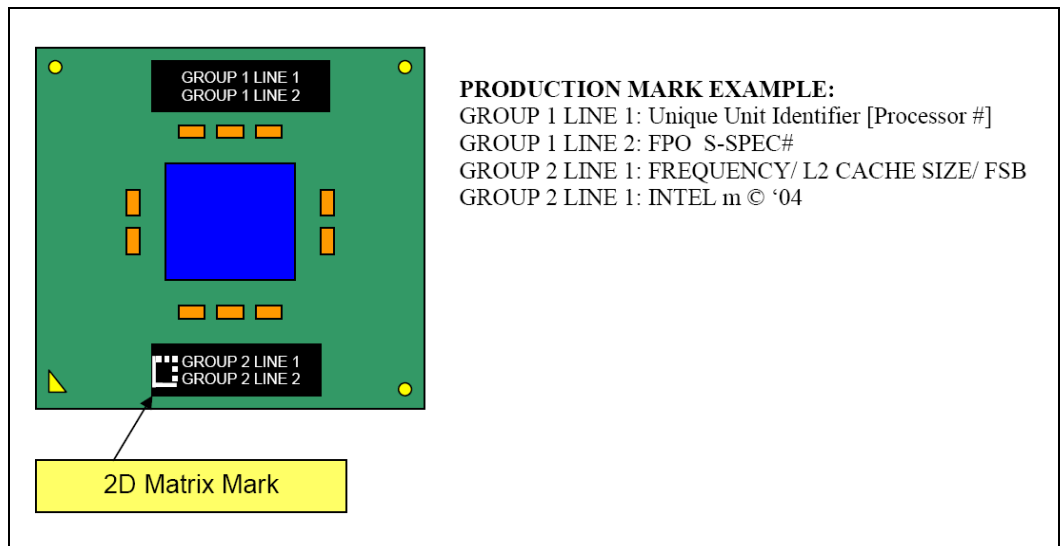 GROUP 1 LINE 1
GROUP 1 LINE 2
PRODUCTION MARK EXAMPLE:
GROUP 1 LINE 1: Unique Unit Identifier [Processor #]
GROUP 1 LINE 2: FPO  S-SPEC#
GROUP 2 LINE 1: FREQUENCY/ L2 CACHE SIZE/ FSB
GROUP 2 LINE 1: INTEL m © ‘04
GROUP 2 LINE 1
GROUP 2 LINE 2
2D Matrix Mark